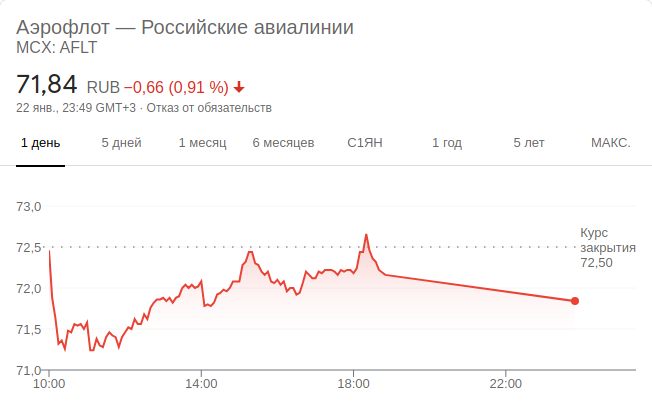 Аэрофлот — Российские авиалинии
MCX: AFLT
71,84 RUB −0,66 (0,91 %)
22 янв., 23:49 GMT+3 · Отказ от обязательств
1 день 5 дней 1 месяц 6 месяцев С1ЯН 1 год 5 лет МАКС.
73,0
72,5
72,0
71,5
71,0
Курс
закрытия
72,50
10:00 14:00 18:00 22:00